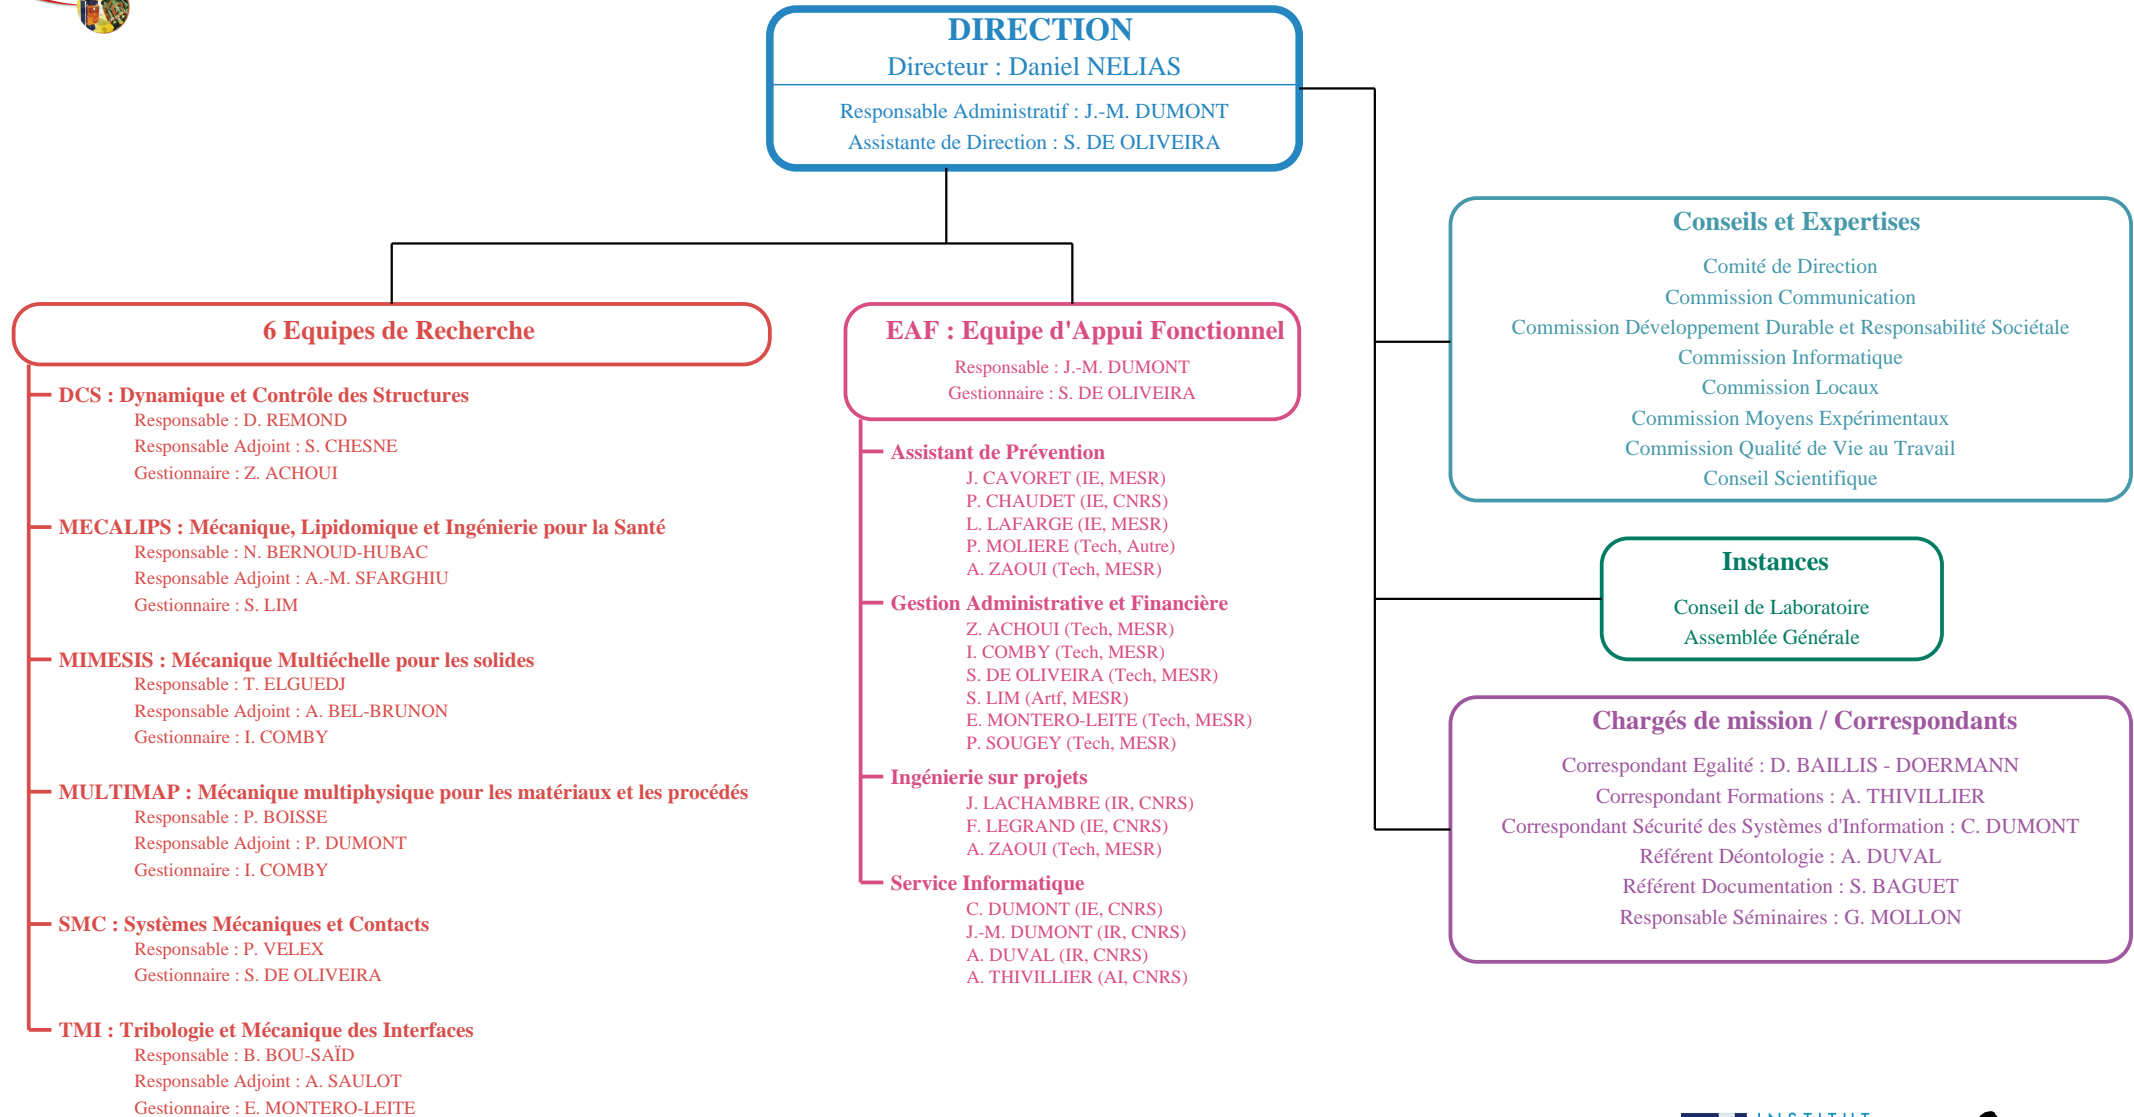 DIRECTION
Directeur : Daniel NELIAS
Responsable Administratif : J.-M. DUMONT
Assistante de Direction : S. DE OLIVEIRA
6 Equipes de Recherche
DCS : Dynamique et Contrôle des Structures
Responsable : D. REMOND
Responsable Adjoint : S. CHESNE
Gestionnaire : Z. ACHOUI
MECALIPS : Mécanique, Lipidomique et Ingénierie pour la Santé
Responsable : N. BERNOUD-HUBAC
Responsable Adjoint : A.-M. SFARGHIU
Gestionnaire : S. LIM
MIMESIS : Mécanique Multiéchelle pour les solides
Responsable : T. ELGUEDJ
Responsable Adjoint : A. BEL-BRUNON
Gestionnaire : I. COMBY
MULTIMAP : Mécanique multiphysique pour les matériaux et les procédés
Responsable : P. BOISSE
Responsable Adjoint : P. DUMONT
Gestionnaire : I. COMBY
SMC : Systèmes Mécaniques et Contacts
Responsable : P. VELEX
Gestionnaire : S. DE OLIVEIRA
TMI : Tribologie et Mécanique des Interfaces
Responsable : B. BOU-SAÏD
Responsable Adjoint : A. SAULOT
Gestionnaire : E. MONTERO-LEITE
EAF : Equipe d'Appui Fonctionnel
Responsable : J.-M. DUMONT
Gestionnaire : S. DE OLIVEIRA
Assistant de Prévention
J. CAVORET (IE, MESR)
P. CHAUDET (IE, CNRS)
L. LAFARGE (IE, MESR)
P. MOLIERE (Tech, Autre)
A. ZAOUI (Tech, MESR)
Gestion Administrative et Financière
Z. ACHOUI (Tech, MESR)
I. COMBY (Tech, MESR)
S. DE OLIVEIRA (Tech, MESR)
S. LIM (Artf, MESR)
E. MONTERO-LEITE (Tech, MESR)
P. SOUGEY (Tech, MESR)
Ingénierie sur projets
J. LACHAMBRE (IR, CNRS)
F. LEGRAND (IE, CNRS)
A. ZAOUI (Tech, MESR)
Service Informatique
C. DUMONT (IE, CNRS)
J.-M. DUMONT (IR, CNRS)
A. DUVAL (IR, CNRS)
A. THIVILLIER (AI, CNRS)
Conseils et Expertises
Comité de Direction
Commission Communication
Commission Développement Durable et Responsabilité Sociétale
Commission Informatique
Commission Locaux
Commission Moyens Expérimentaux
Commission Qualité de Vie au Travail
Conseil Scientifique
Instances
Conseil de Laboratoire
Assemblée Générale
Chargés de mission / Correspondants
Correspondant Egalité : D. BAILLIS - DOERMANN
Correspondant Formations : A. THIVILLIER
Correspondant Sécurité des Systèmes d'Information : C. DUMONT
Référent Déontologie : A. DUVAL
Référent Documentation : S. BAGUET
Responsable Séminaires : G. MOLLON
INSTITUT